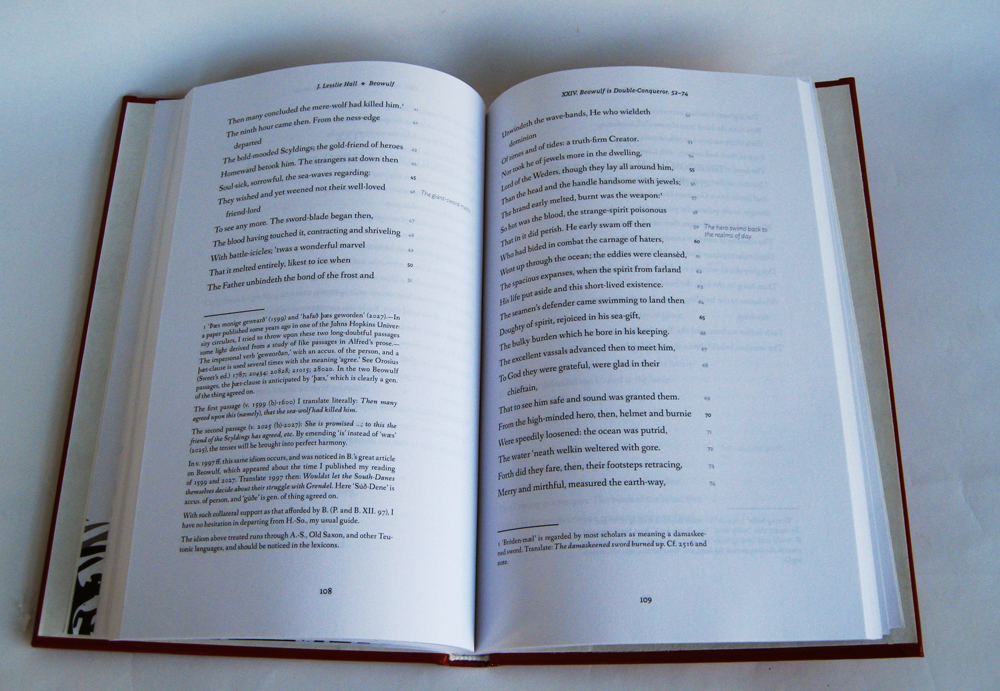 J. Lesslie Hall ◆ Beowulf
Then many concluded the mere-wolf had killed him.¹ 41
The ninth hour came then. From the ness-edge 42
departed
The bold-mooded Scyldings; the gold-friend of heroes 43
Homeward betook him. The strangers sat down then 44
Soul-sick, sorrowful, the sea-waves regarding: 45
They wished and yet weened not their well-loved 46
The giant-sword melts.
friend-lord
To see any more. The sword-blade began then, 47
The blood having touched it, contracting and shriveling 48
With battle-icicles; 'twas a wonderful marvel 49
That it melted entirely, likest to ice when 50
The Father unbindeth the bond of the frost and 51
1 'Þæs monige gewearð' (1599) and 'hafað þæs geworden' (2027).—In
a paper published some years ago in one of the Johns Hopkins Univer-
sity circulars, I tried to throw upon these two long-doubtful passages
some light derived from a study of like passages in Alfred's prose.—
The impersonal verb 'geweorðan,' with an accus. of the person, and a
þæt-clause is used several times with the meaning 'agree.' See Orosius
(Sweet's ed.) 1787; 20434; 20828; 21015; 28020. In the two Beowulf
passages, the þæt-clause is anticipated by 'þæs,' which is clearly a gen.
of the thing agreed on.
The first passage (v. 1599 (b)-1600) I translate literally: Then many
agreed upon this (namely), that the sea-wolf had killed him.
The second passage (v. 2025 (b)-2027): She is promised ...; to this the
friend of the Scyldings has agreed, etc. By emending 'is' instead of 'wæs'
(2025), the tenses will be brought into perfect harmony.
In v. 1997 ff. this same idiom occurs, and was noticed in B.'s great article
on Beowulf, which appeared about the time I published my reading
of 1599 and 2027. Translate 1997 then: Wouldst let the South-Danes
themselves decide about their struggle with Grendel. Here 'Súð-Dene' is
accus. of person, and 'gúðe' is gen. of thing agreed on.
With such collateral support as that afforded by B. (P. and B. XII. 97), I
have no hesitation in departing from H.-So., my usual guide.
The idiom above treated runs through A.-S., Old Saxon, and other Teu-
tonic languages, and should be noticed in the lexicons.
108
XXIV. Beowulf is Double-Conqueror. 52–74
Unwindeth the wave-bands, He who wieldeth 52
dominion
Of times and of tides: a truth-firm Creator. 53
Nor took he of jewels more in the dwelling, 54
Lord of the Weders, though they lay all around him, 55
Than the head and the handle handsome with jewels; 56
The brand early melted, burnt was the weapon:¹ 57
So hot was the blood, the strange-spirit poisonous 58
That in it did perish. He early swam off then 59
The hero swims back to
the realms of day.
Who had bided in combat the carnage of haters, 60
Went up through the ocean; the eddies were cleansèd, 61
The spacious expanses, when the spirit from farland 62
His life put aside and this short-lived existence. 63
The seamen's defender came swimming to land then 64
Doughty of spirit, rejoiced in his sea-gift, 65
The bulky burden which he bore in his keeping. 66
The excellent vassals advanced then to meet him, 67
To God they were grateful, were glad in their 68
chieftain,
That to see him safe and sound was granted them. 69
From the high-minded hero, then, helmet and burnie 70
Were speedily loosened: the ocean was putrid, 71
The water 'neath welkin weltered with gore. 72
Forth did they fare, then, their footsteps retracing, 73
Merry and mirthful, measured the earth-way, 74
1 'Bróden-mæl' is regarded by most scholars as meaning a damaskee-
ned sword. Translate: The damaskeened sword burned up. Cf. 2516 and
109